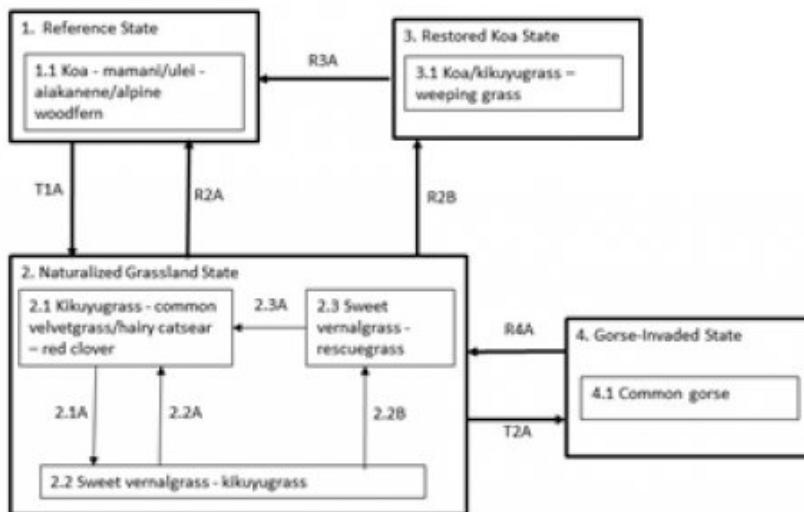 1. Reference State
1.1 Koa - mamani/ulei -
aiakanene/alpine
woodfern
R3A
3. Restored Koa State
3.1 Koa/kikuyugrass –
weeping grass
T1A
R2A
R2B
2. Naturalized Grassland State
2.1 Kikuyugrass - common
velvetgrass/hairy catsear
– red clover
2.3A
2.3 Sweet
vernalgrass -
rescuegrass
R4A
4. Gorse-Invaded State
4.1 Common gorse
2.1A
2.2A
2.2B
T2A
2.2 Sweet vernalgrass - kikuyugrass